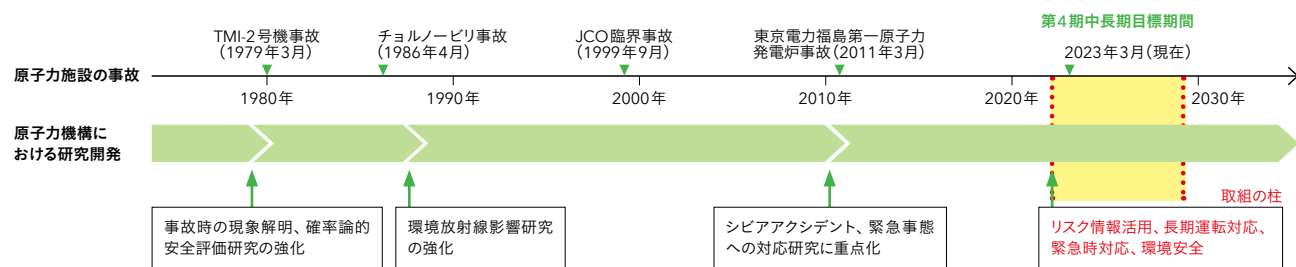 第4期中長期目標期間
TMI-2号機事故
(1979年3月)
チョルノービリ事故
(1986年4月)
JCO臨界事故
(1999年9月)
東京電力福島第一原子力
発電炉事故(2011年3月)
2023年3月(現在)
原子力施設の事故
1980年
1990年
2000年
2010年
2020年
2030年
原子力機構に
おける研究開発
取組の柱
事故時の現象解明、確率論的
安全評価研究の強化
環境放射線影響研究
の強化
シビアアクシデント、緊急事態
への対応研究に重点化
リスク情報活用、長期運転対応、
緊急時対応、環境安全